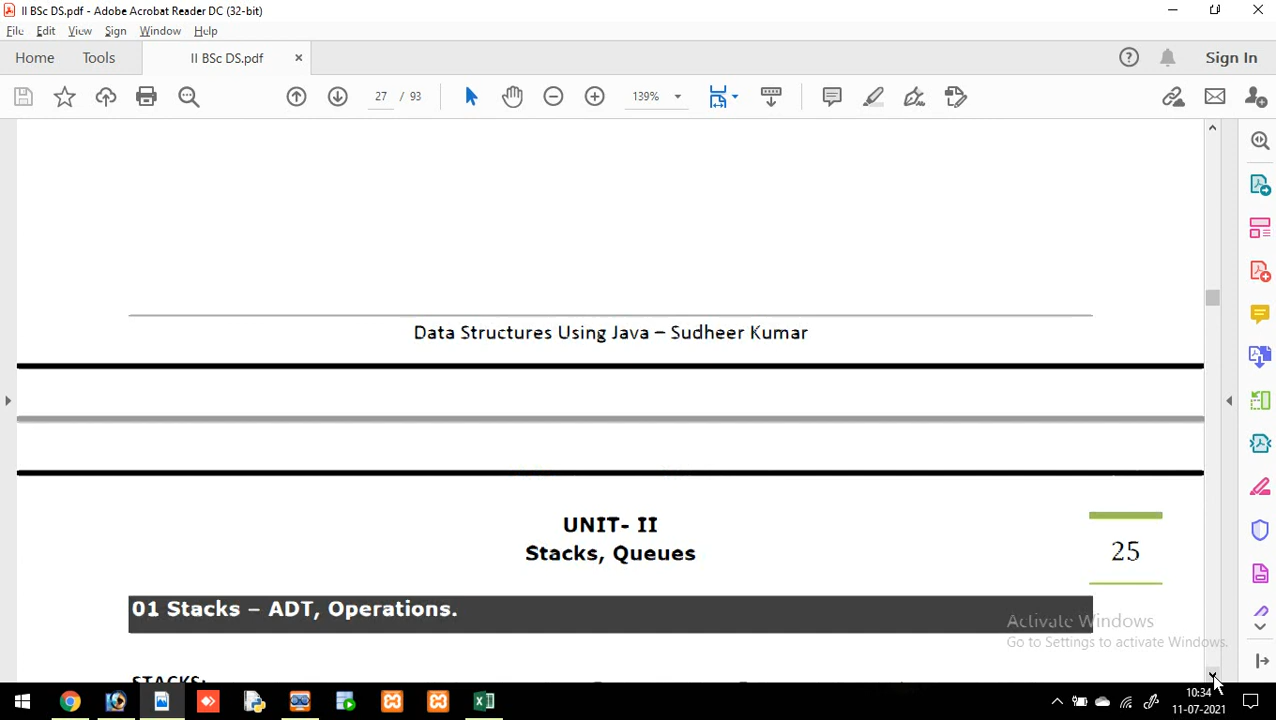 II BSc DS.pdf - Adobe Acrobat Reader DC (32-bit)
File Edit View Sign Window Help
Home Tools II BSc DS.pdf × Sign In
27 / 93 139%
Data Structures Using Java – Sudheer Kumar
UNIT- II
Stacks, Queues
25
01 Stacks – ADT, Operations.
Activate Windows
Go to Settings to activate Windows.
STACKS:
10:34
11-07-2021